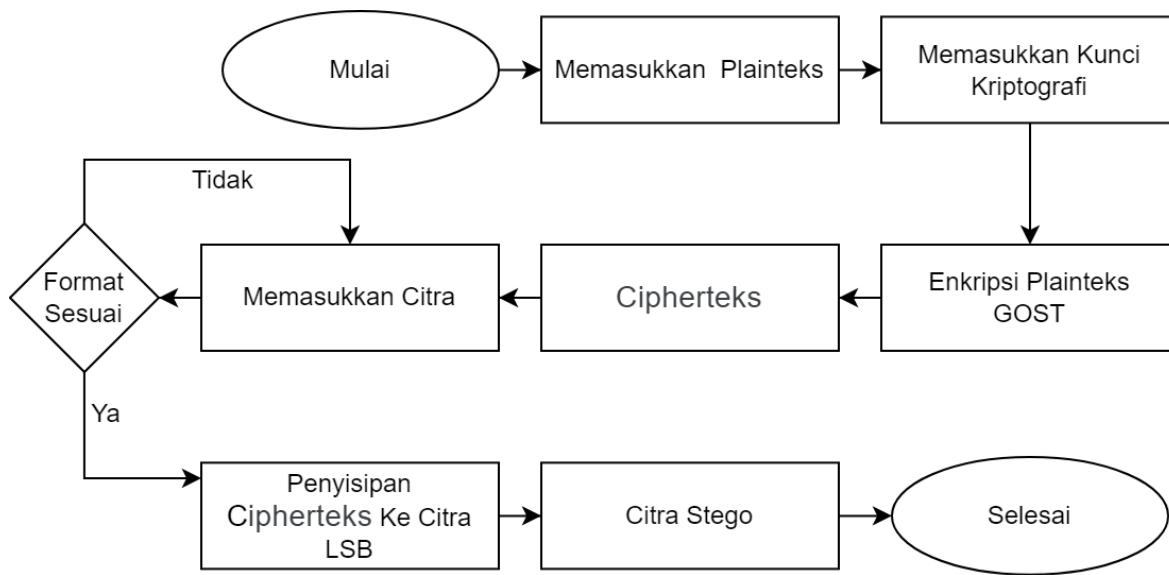 Mulai
Memasukkan Plainteks
Memasukkan Kunci
Kriptografi
Tidak
Format
Sesuai
Memasukkan Citra
Cipherteks
Enkripsi Plainteks
GOST
Ya
Penyisipan
Cipherteks Ke Citra
LSB
Citra Stego
Selesai